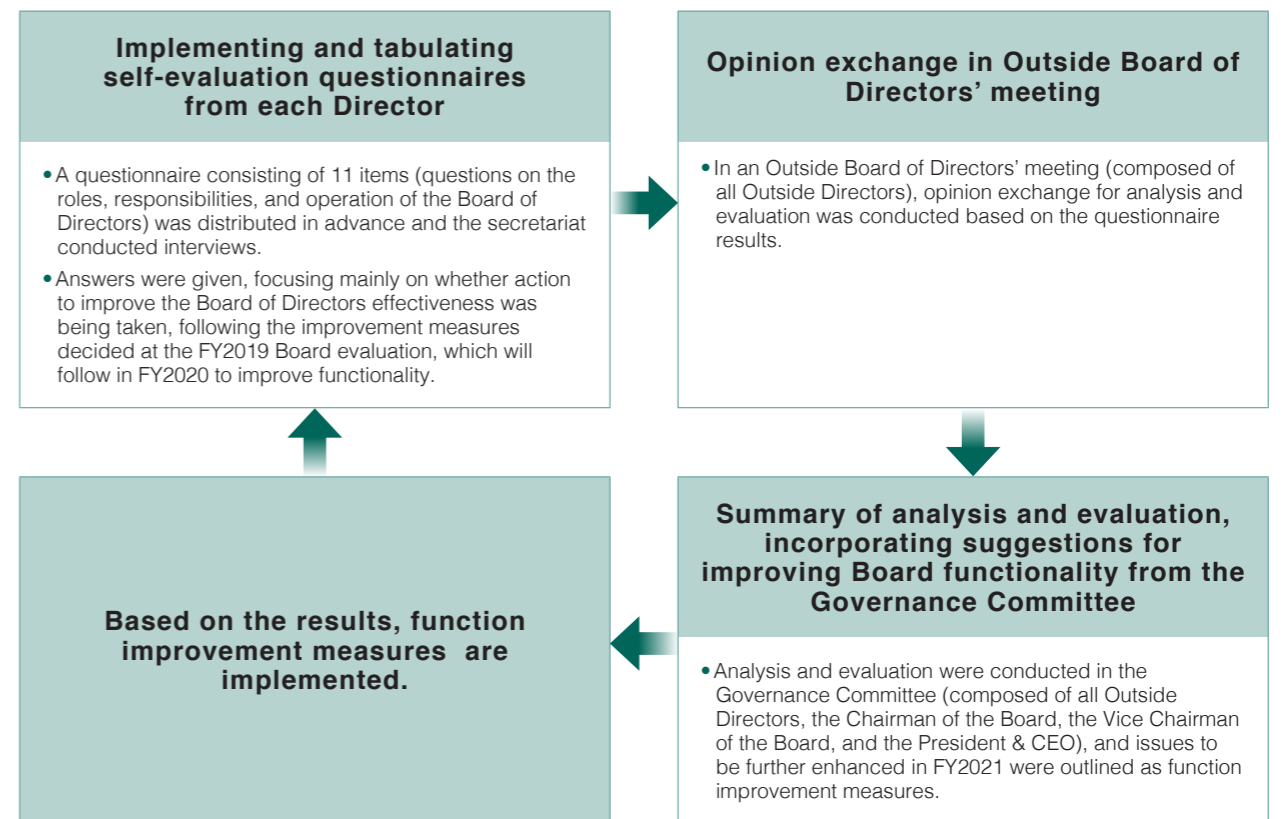 Implementing and tabulating
self-evaluation questionnaires
from each Director
• A questionnaire consisting of 11 items (questions on the
roles, responsibilities, and operation of the Board of
Directors) was distributed in advance and the secretariat
conducted interviews.
• Answers were given, focusing mainly on whether action
to improve the Board of Directors effectiveness was
being taken, following the improvement measures
decided at the FY2019 Board evaluation, which will
follow in FY2020 to improve functionality.
Opinion exchange in Outside Board of
Directors’ meeting
• In an Outside Board of Directors’ meeting (composed of
all Outside Directors), opinion exchange for analysis and
evaluation was conducted based on the questionnaire
results.
Summary of analysis and evaluation,
incorporating suggestions for
improving Board functionality from the
Governance Committee
• Analysis and evaluation were conducted in the
Governance Committee (composed of all Outside
Directors, the Chairman of the Board, the Vice Chairman
of the Board, and the President & CEO), and issues to
be further enhanced in FY2021 were outlined as function
improvement measures.
Based on the results, function
improvement measures are
implemented.